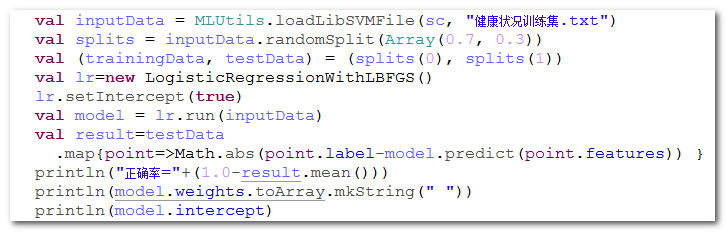 val inputData = MLUtils.loadLibSVMFile(sc, "健康状况训练集.txt")
val splits = inputData.randomSplit(Array(0.7, 0.3))
val (trainingData, testData) = (splits(0), splits(1))
val lr=new LogisticRegressionWithLBFGS()
lr.setIntercept(true)
val model = lr.run(inputData)
val result=testData
.map{point=>Math.abs(point.label-model.predict(point.features)) }
println("正确率="+(1.0-result.mean()))
println(model.weights.toArray.mkString(" "))
println(model.intercept)